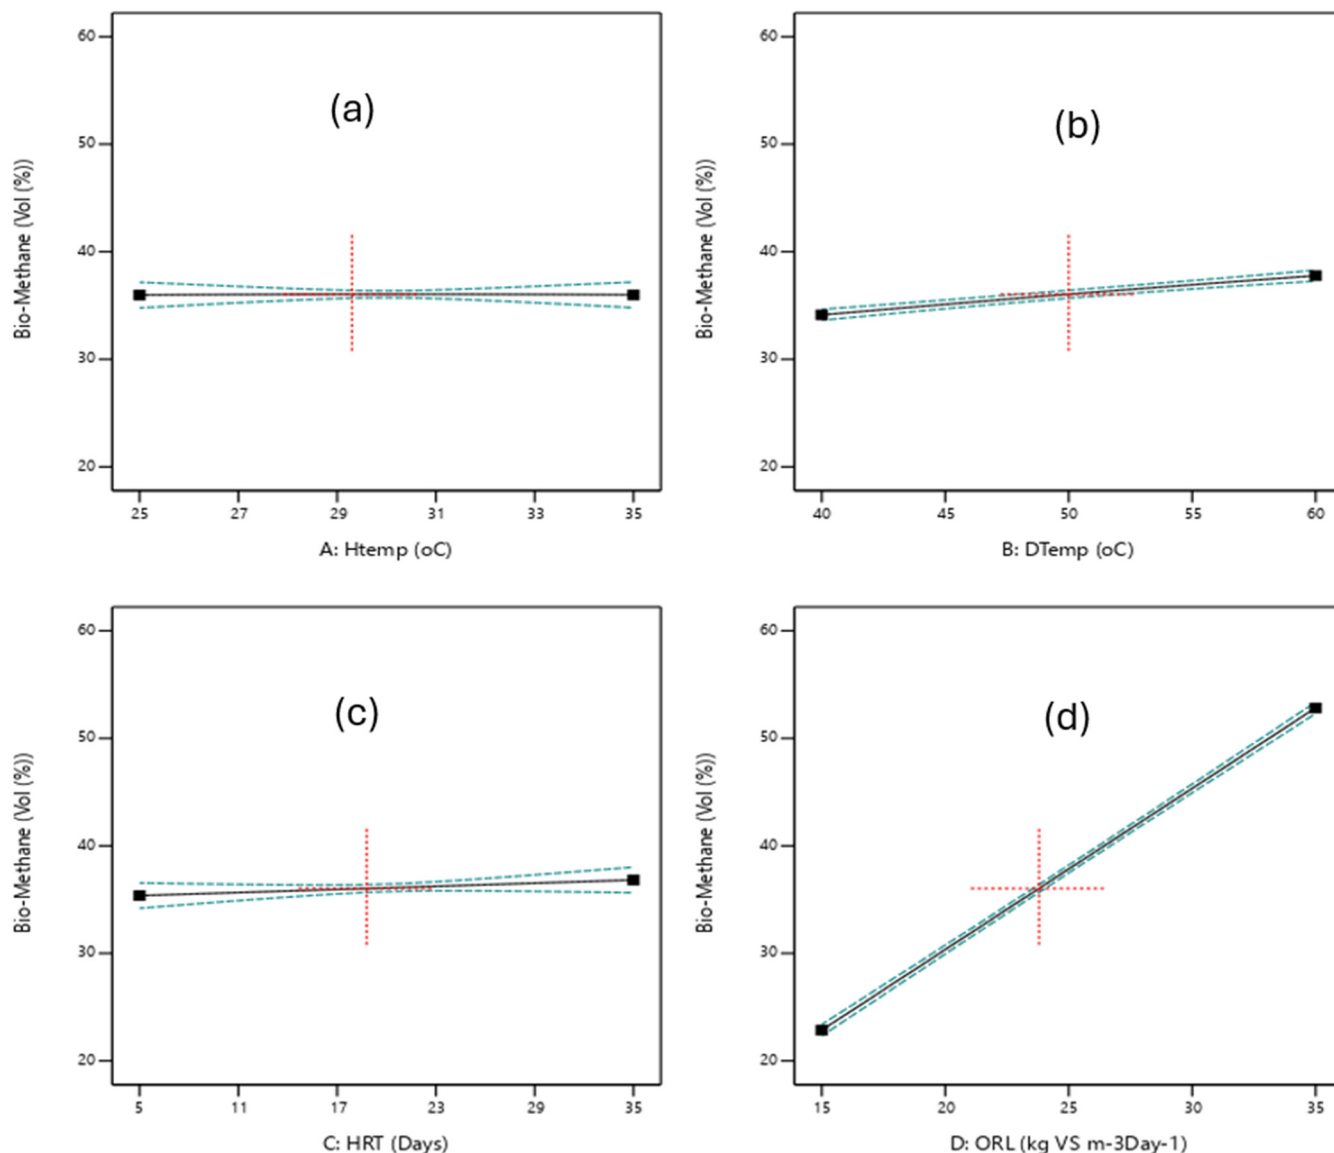 (a)
Bio-Methane (Vol (%))
60
50
40
30
20
25 27 29 31 33 35
A: Htemp (oC)
(b)
Bio-Methane (Vol (%))
60
50
40
30
20
40 45 50 55 60
B: DTemp (oC)
(c)
Bio-Methane (Vol (%))
60
50
40
30
20
5 11 17 23 29 35
C: HRT (Days)
(d)
Bio-Methane (Vol (%))
60
50
40
30
20
15 20 25 30 35
D: ORL (kg VS m-3Day-1)